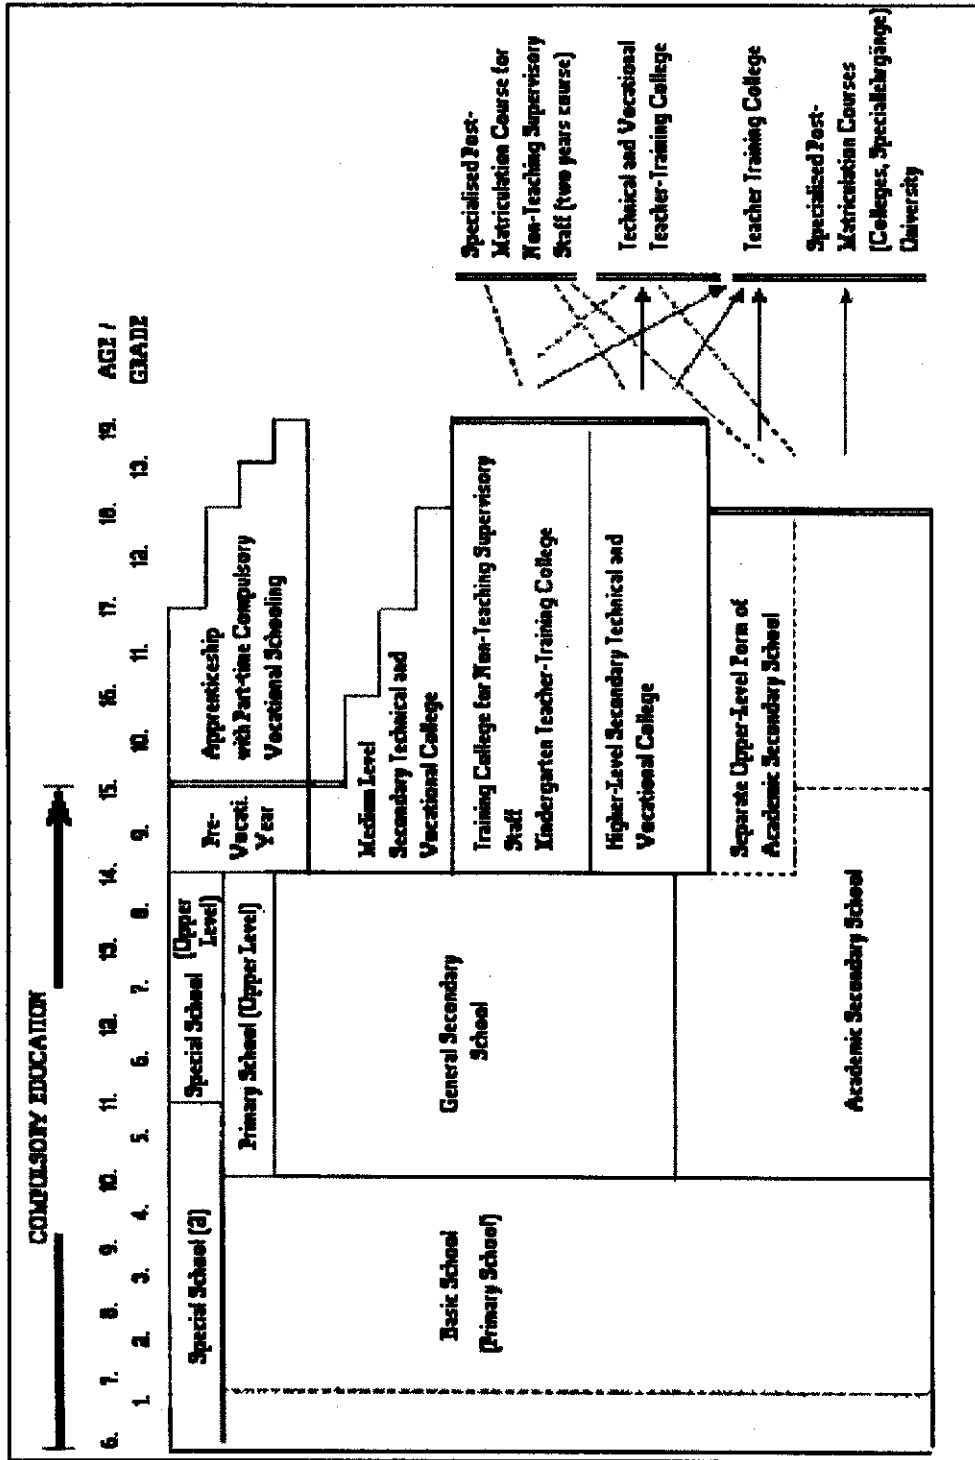 COMPULSORY EDUCATION
6. 7. 8. 9. 10. 11. 12. 13. 14. 15. 16. 17. 18. 19. AGE /
1. 2. 3. 4. 5. 6. 7. 8. 9. 10. 11. 12. 13. GRADE
Special School (a)
Special School (Upper
Level)
Primary School (Upper Level)
Basic School
(Primary School)
General Secondary
School
Academic Secondary School
Pre-
Vocati.
Year
Apprenticeship
with Part-time Compulsory
Vocational Schooling
Medium Level
Secondary Technical and
Vocational College
Training College for Non-Teaching Supervisory
Staff
Kindergarten Teacher-Training College
Higher-Level Secondary Technical and
Vocational College
Separate Upper-Level Form of
Academic Secondary School
Specialised Post-
Matriculation Course for
Non-Teaching Supervisory
Staff (two years course)
Technical and Vocational
Teacher-Training College
Teacher Training College
Specialized Post-
Matriculation Courses
(Colleges, Speciallehrgänge)
University